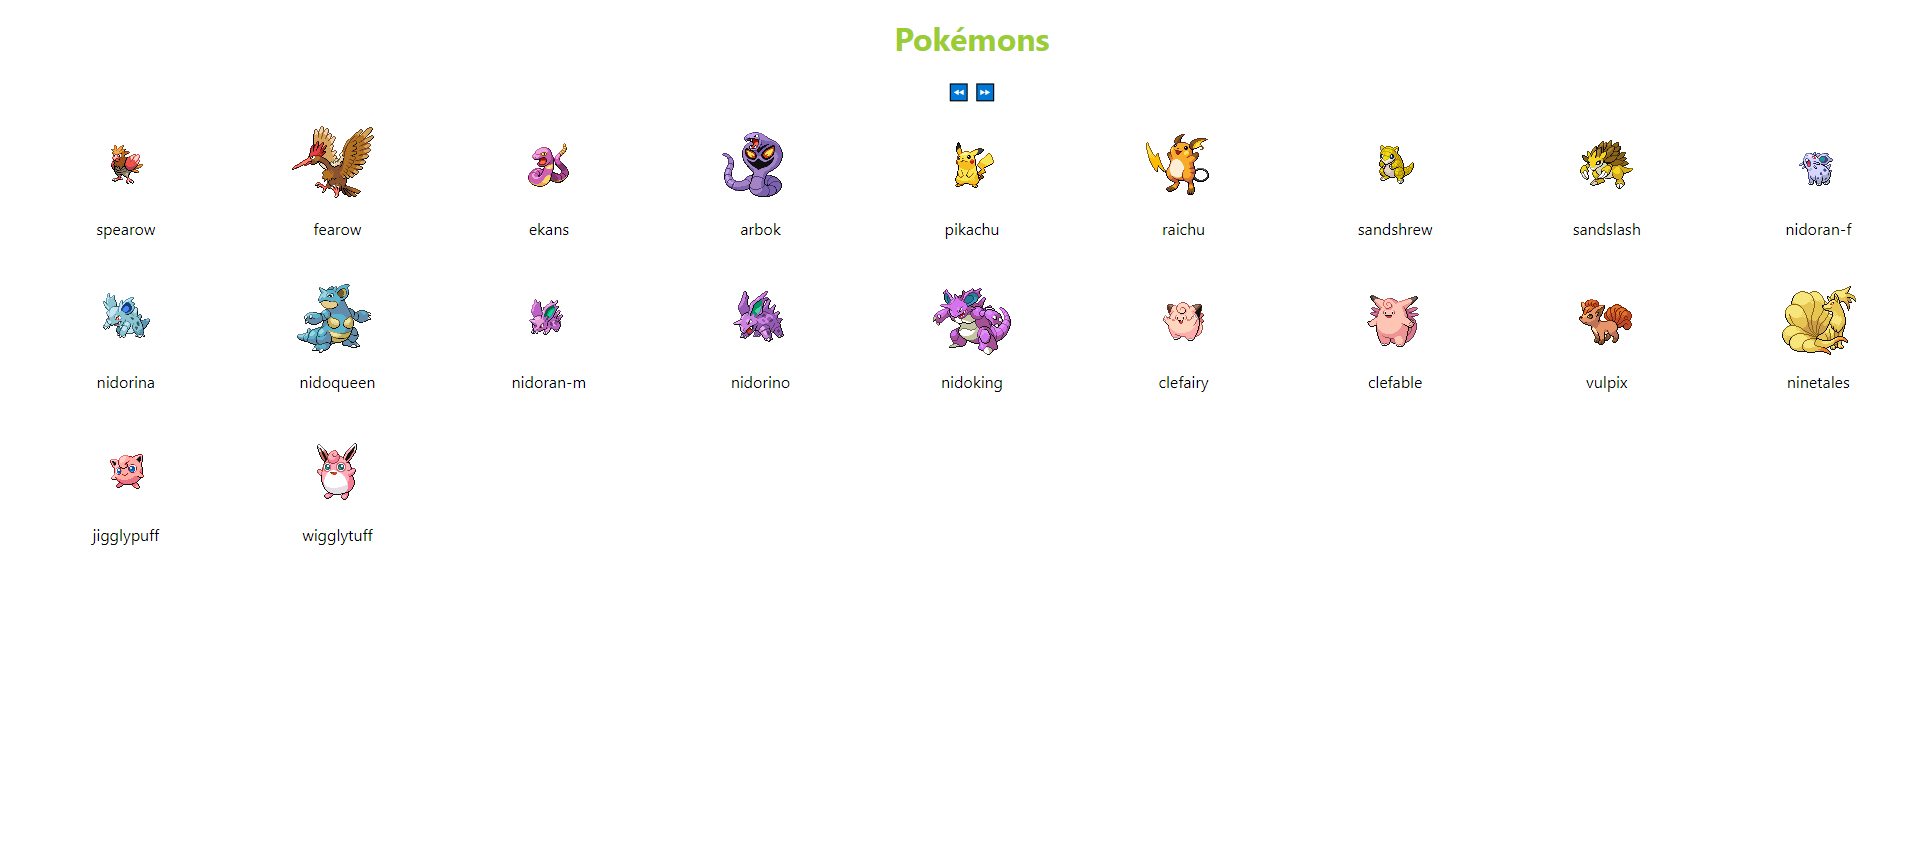 Pokémons
⏪ ⏩
spearow fearow ekans arbok pikachu raichu sandshrew sandslash nidoran-f
nidorina nidoqueen nidoran-m nidorino nidoking clefairy clefable vulpix ninetales
jigglypuff wigglytuff